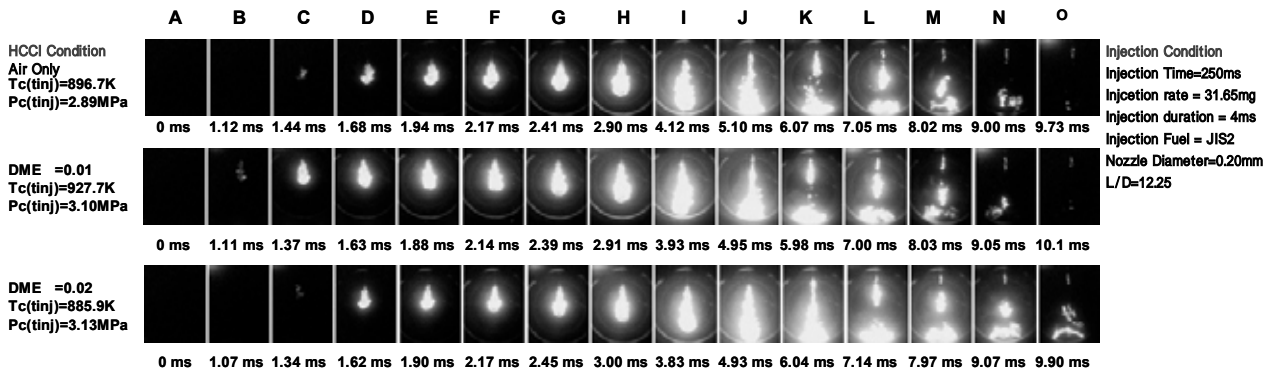 A B C D E F G H I J K L M N O
HCCI Condition
Air Only
Tc(tinj)=896.7K
Pc(tinj)=2.89MPa
0 ms 1.12 ms 1.44 ms 1.68 ms 1.94 ms 2.17 ms 2.41 ms 2.90 ms 4.12 ms 5.10 ms 6.07 ms 7.05 ms 8.02 ms 9.00 ms 9.73 ms
Injection Condition
Injection Time=250ms
Injcetion rate = 31.65mg
Injection duration = 4ms
Injection Fuel = JIS2
Nozzle Diameter=0.20mm
L/D=12.25
DME =0.01
Tc(tinj)=927.7K
Pc(tinj)=3.10MPa
0 ms 1.11 ms 1.37 ms 1.63 ms 1.88 ms 2.14 ms 2.39 ms 2.91 ms 3.93 ms 4.95 ms 5.98 ms 7.00 ms 8.03 ms 9.05 ms 10.1 ms
DME =0.02
Tc(tinj)=885.9K
Pc(tinj)=3.13MPa
0 ms 1.07 ms 1.34 ms 1.62 ms 1.90 ms 2.17 ms 2.45 ms 3.00 ms 3.83 ms 4.93 ms 6.04 ms 7.14 ms 7.97 ms 9.07 ms 9.90 ms